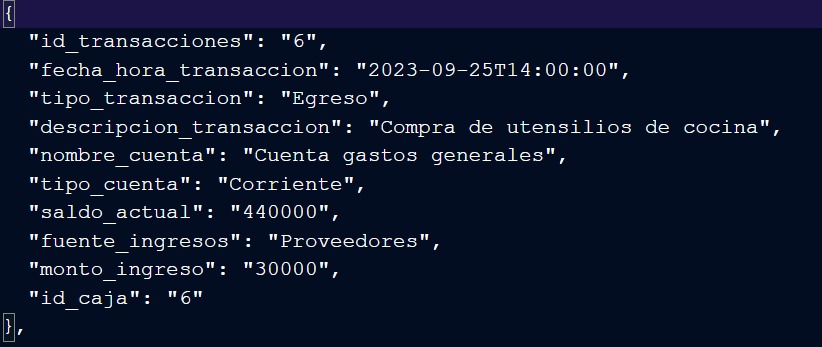 {
  "id_transacciones": "6",
  "fecha_hora_transaccion": "2023-09-25T14:00:00",
  "tipo_transaccion": "Egreso",
  "descripcion_transaccion": "Compra de utensilios de cocina",
  "nombre_cuenta": "Cuenta gastos generales",
  "tipo_cuenta": "Corriente",
  "saldo_actual": "440000",
  "fuente_ingresos": "Proveedores",
  "monto_ingreso": "30000",
  "id_caja": "6"
},